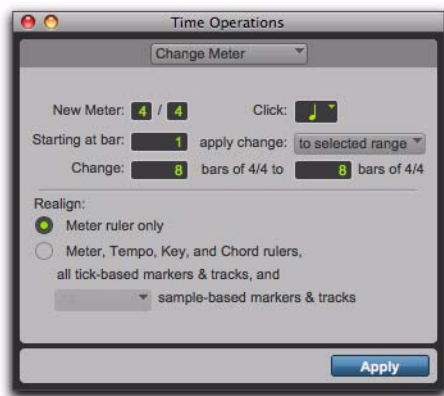 Time Operations
Change Meter
New Meter: 4 / 4 Click:
Starting at bar: 1 apply change: to selected range
Change: 8 bars of 4/4 to 8 bars of 4/4
Realign:
Meter ruler only
Meter, Tempo, Key, and Chord rulers,
all tick-based markers & tracks, and
sample-based markers & tracks
Apply